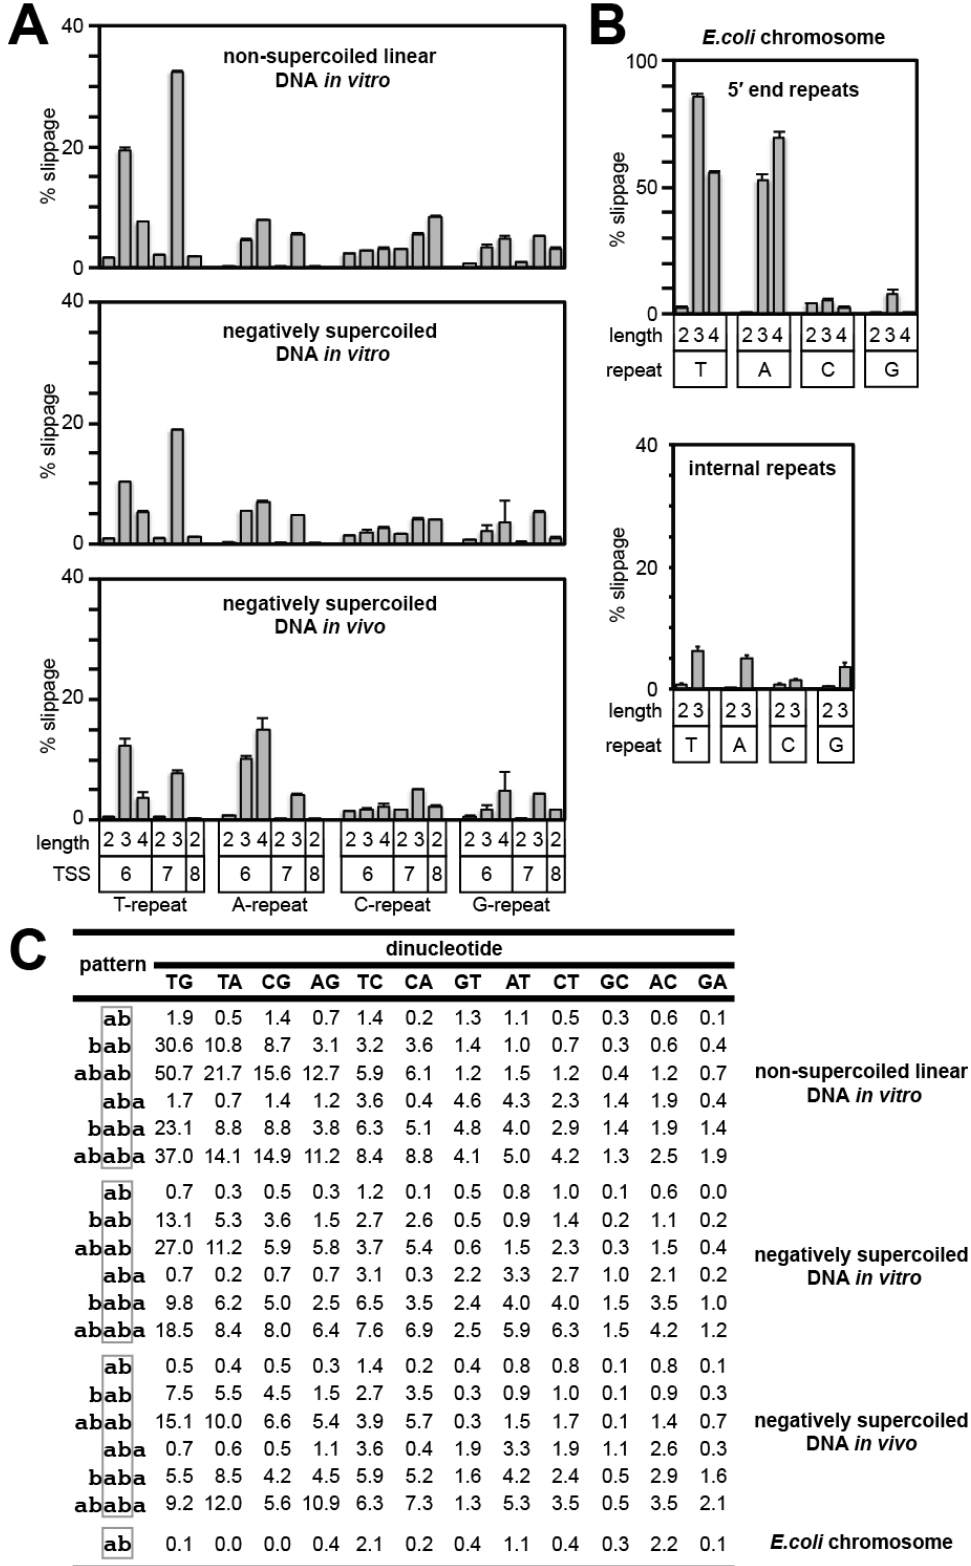 A
40
20
0
% slippage
non-supercoiled linear
DNA in vitro
40
20
0
% slippage
negatively supercoiled
DNA in vitro
40
20
0
% slippage
negatively supercoiled
DNA in vivo
length 2 3 4 2 3 2 2 3 4 2 3 2 2 3 4 2 3 2 2 3 4 2 3 2
TSS 6 7 8 6 7 8 6 7 8 6 7 8
T-repeat A-repeat C-repeat G-repeat
B
E.coli chromosome
100
50
0
% slippage
5′ end repeats
length 2 3 4 2 3 4 2 3 4 2 3 4
repeat T A C G
40
20
0
% slippage
internal repeats
length 2 3 2 3 2 3 2 3
repeat T A C G
C
dinucleotide
pattern
TG TA CG AG TC CA GT AT CT GC AC GA
ab 1.9 0.5 1.4 0.7 1.4 0.2 1.3 1.1 0.5 0.3 0.6 0.1
bab 30.6 10.8 8.7 3.1 3.2 3.6 1.4 1.0 0.7 0.3 0.6 0.4
abab 50.7 21.7 15.6 12.7 5.9 6.1 1.2 1.5 1.2 0.4 1.2 0.7
aba 1.7 0.7 1.4 1.2 3.6 0.4 4.6 4.3 2.3 1.4 1.9 0.4
baba 23.1 8.8 8.8 3.8 6.3 5.1 4.8 4.0 2.9 1.4 1.9 1.4
ababa 37.0 14.1 14.9 11.2 8.4 8.8 4.1 5.0 4.2 1.3 2.5 1.9
non-supercoiled linear
DNA in vitro
ab 0.7 0.3 0.5 0.3 1.2 0.1 0.5 0.8 1.0 0.1 0.6 0.0
bab 13.1 5.3 3.6 1.5 2.7 2.6 0.5 0.9 1.4 0.2 1.1 0.2
abab 27.0 11.2 5.9 5.8 3.7 5.4 0.6 1.5 2.3 0.3 1.5 0.4
aba 0.7 0.2 0.7 0.7 3.1 0.3 2.2 3.3 2.7 1.0 2.1 0.2
baba 9.8 6.2 5.0 2.5 6.5 3.5 2.4 4.0 4.0 1.5 3.5 1.0
ababa 18.5 8.4 8.0 6.4 7.6 6.9 2.5 5.9 6.3 1.5 4.2 1.2
negatively supercoiled
DNA in vitro
ab 0.5 0.4 0.5 0.3 1.4 0.2 0.4 0.8 0.8 0.1 0.8 0.1
bab 7.5 5.5 4.5 1.5 2.7 3.5 0.3 0.9 1.0 0.1 0.9 0.3
abab 15.1 10.0 6.6 5.4 3.9 5.7 0.3 1.5 1.7 0.1 1.4 0.7
aba 0.7 0.6 0.5 1.1 3.6 0.4 1.9 3.3 1.9 1.1 2.6 0.3
baba 5.5 8.5 4.2 4.5 5.9 5.2 1.6 4.2 2.4 0.5 2.9 1.6
ababa 9.2 12.0 5.6 10.9 6.3 7.3 1.3 5.3 3.5 0.5 3.5 2.1
negatively supercoiled
DNA in vivo
ab 0.1 0.0 0.0 0.4 2.1 0.2 0.4 1.1 0.4 0.3 2.2 0.1
E.coli chromosome